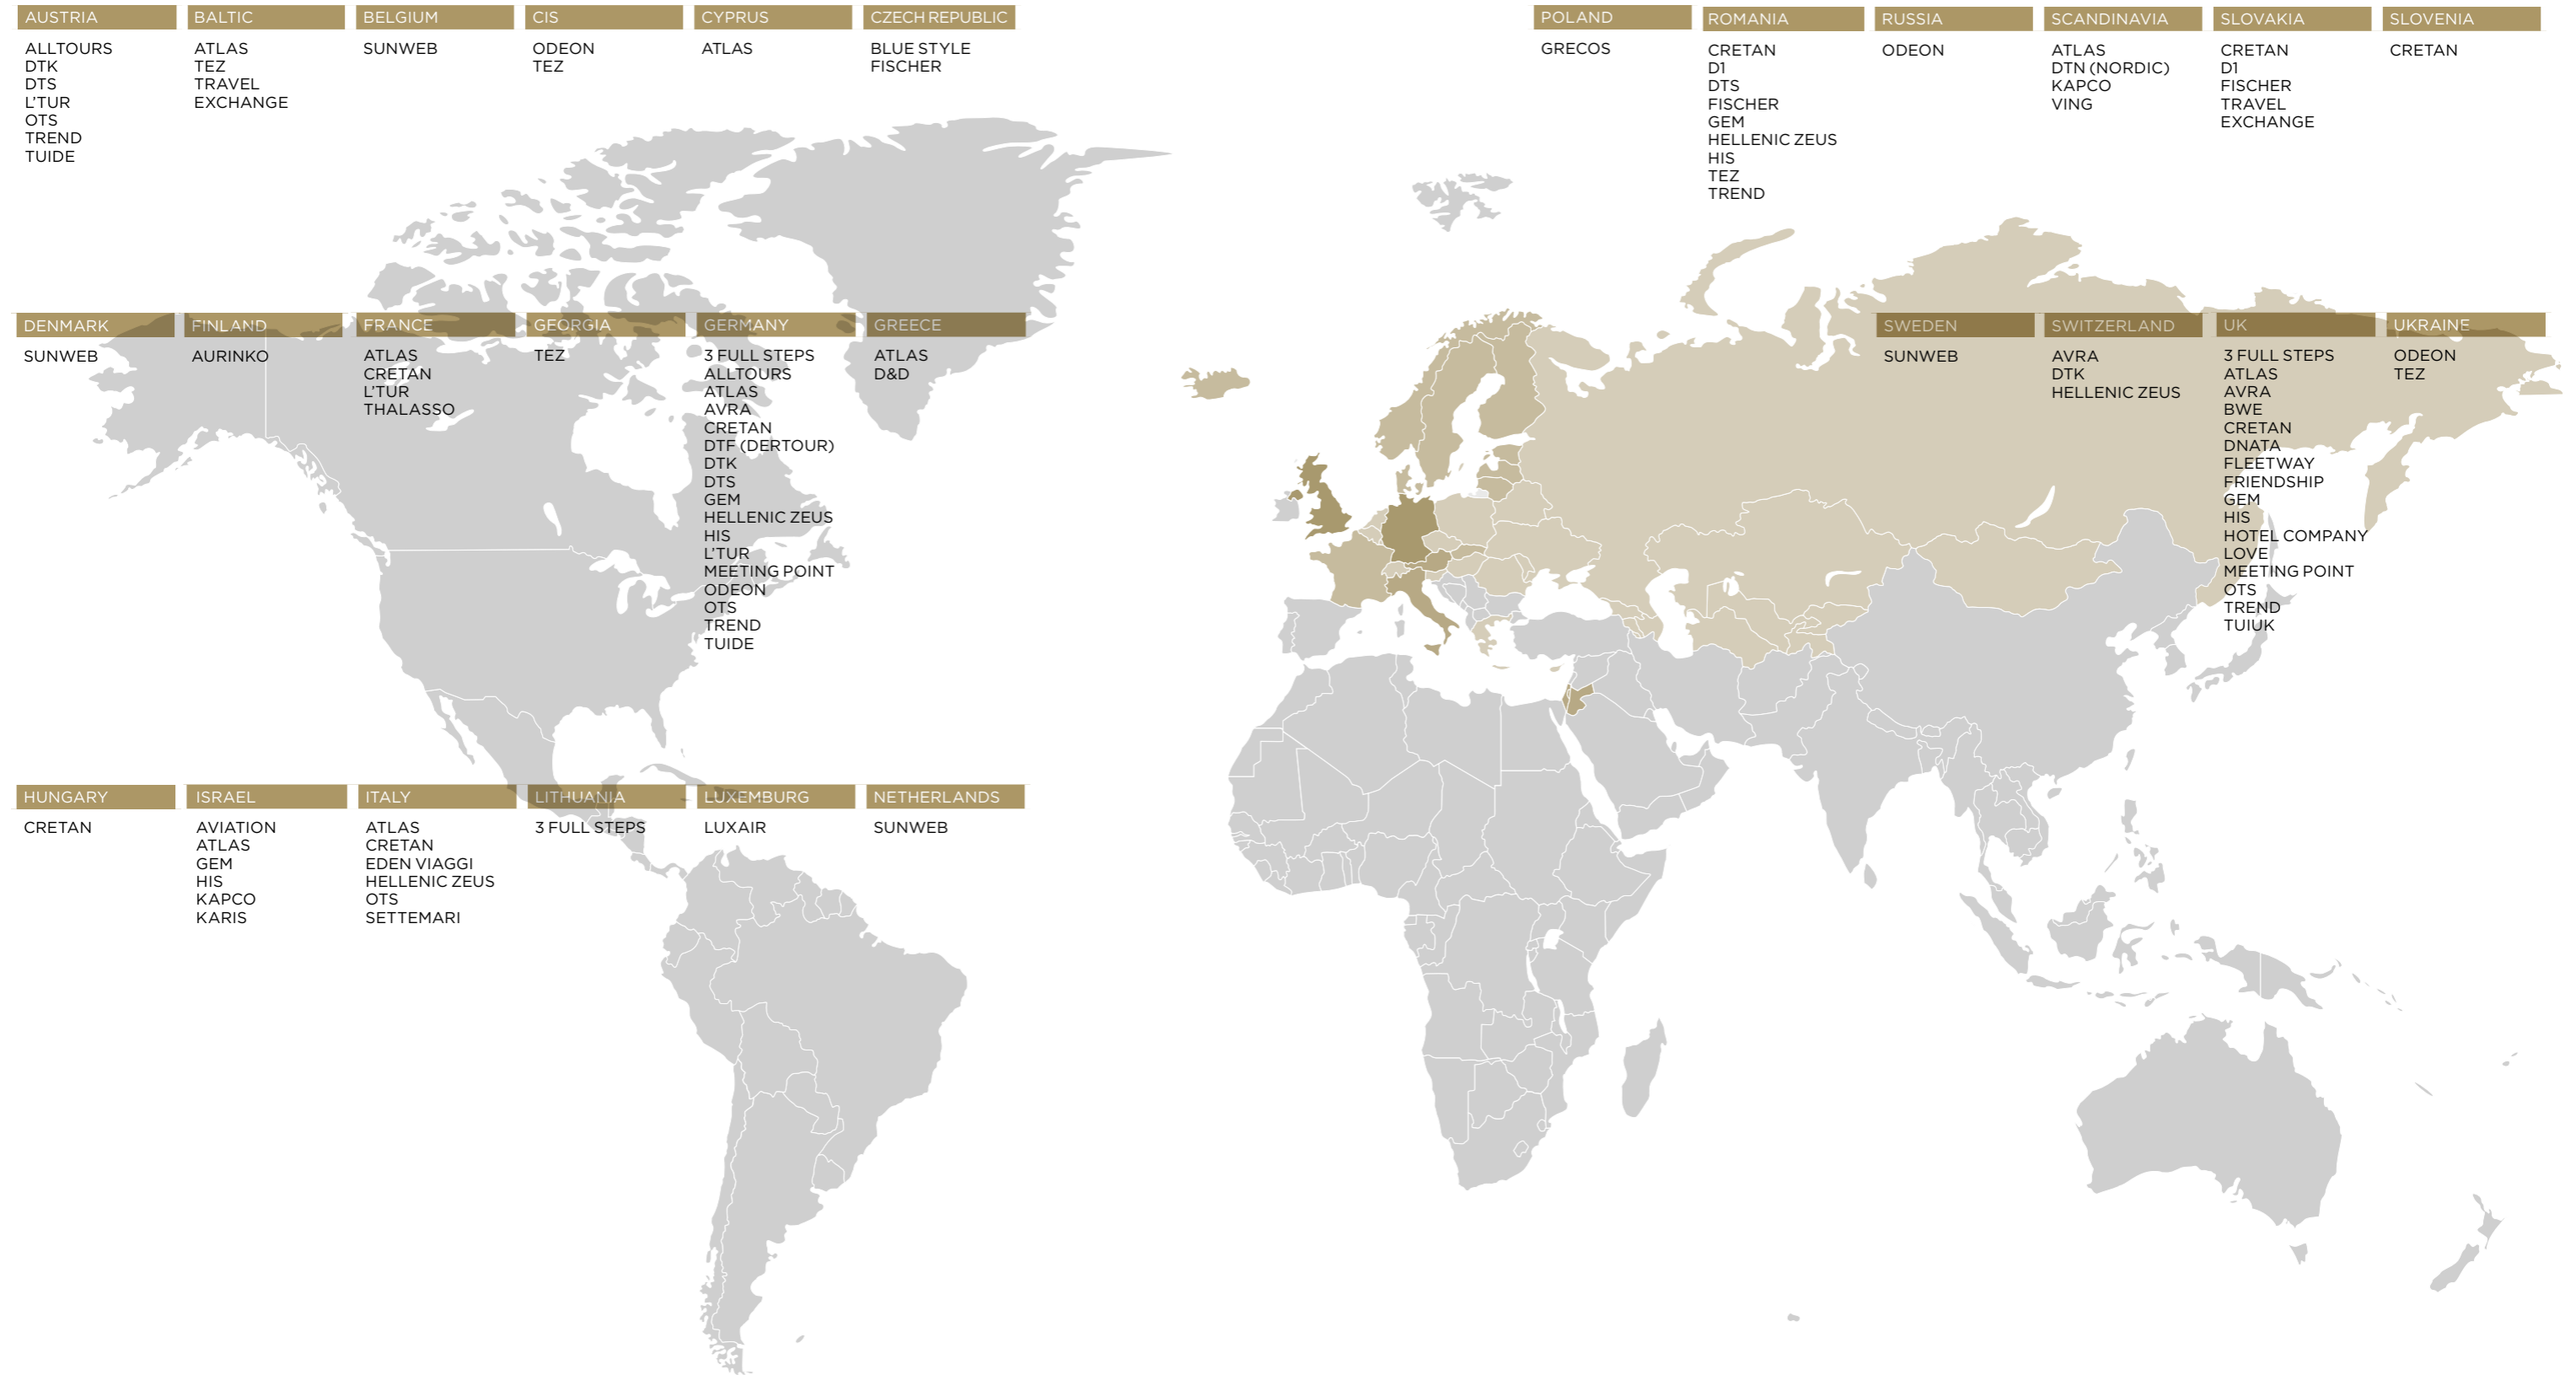 AUSTRIA
ALLTOURS
DTK
DTS
L'TUR
OTS
TREND
TUIDE
BALTIC
ATLAS
TEZ
TRAVEL
EXCHANGE
BELGIUM
SUNWEB
CIS
ODEON
TEZ
CYPRUS
ATLAS
CZECH REPUBLIC
BLUE STYLE
FISCHER
POLAND
GRECOS
ROMANIA
CRETAN
D1
DTS
FISCHER
GEM
HELLENIC ZEUS
HIS
TEZ
TREND
RUSSIA
ODEON
SCANDINAVIA
ATLAS
DTN (NORDIC)
KAPCO
VING
SLOVAKIA
CRETAN
D1
FISCHER
TRAVEL
EXCHANGE
SLOVENIA
CRETAN
DENMARK
SUNWEB
FINLAND
AURINKO
FRANCE
ATLAS
CRETAN
L'TUR
THALASSO
GEORGIA
TEZ
GERMANY
3 FULL STEPS
ALLTOURS
ATLAS
AVRA
CRETAN
DTF (DERTOUR)
DTK
DTS
GEM
HELLENIC ZEUS
HIS
L'TUR
MEETING POINT
ODEON
OTS
TREND
TUIDE
GREECE
ATLAS
D&D
SWEDEN
SUNWEB
SWITZERLAND
AVRA
DTK
HELLENIC ZEUS
UK
3 FULL STEPS
ATLAS
AVRA
BWE
CRETAN
DNATA
FLEETWAY
FRIENDSHIP
GEM
HIS
HOTEL COMPANY
LOVE
MEETING POINT
OTS
TREND
TUIUK
UKRAINE
ODEON
TEZ
HUNGARY
CRETAN
ISRAEL
AVIATION
ATLAS
GEM
HIS
KAPCO
KARIS
ITALY
ATLAS
CRETAN
EDEN VIAGGI
HELLENIC ZEUS
OTS
SETTEMARI
LITHUANIA
3 FULL STEPS
LUXEMBURG
LUXAIR
NETHERLANDS
SUNWEB